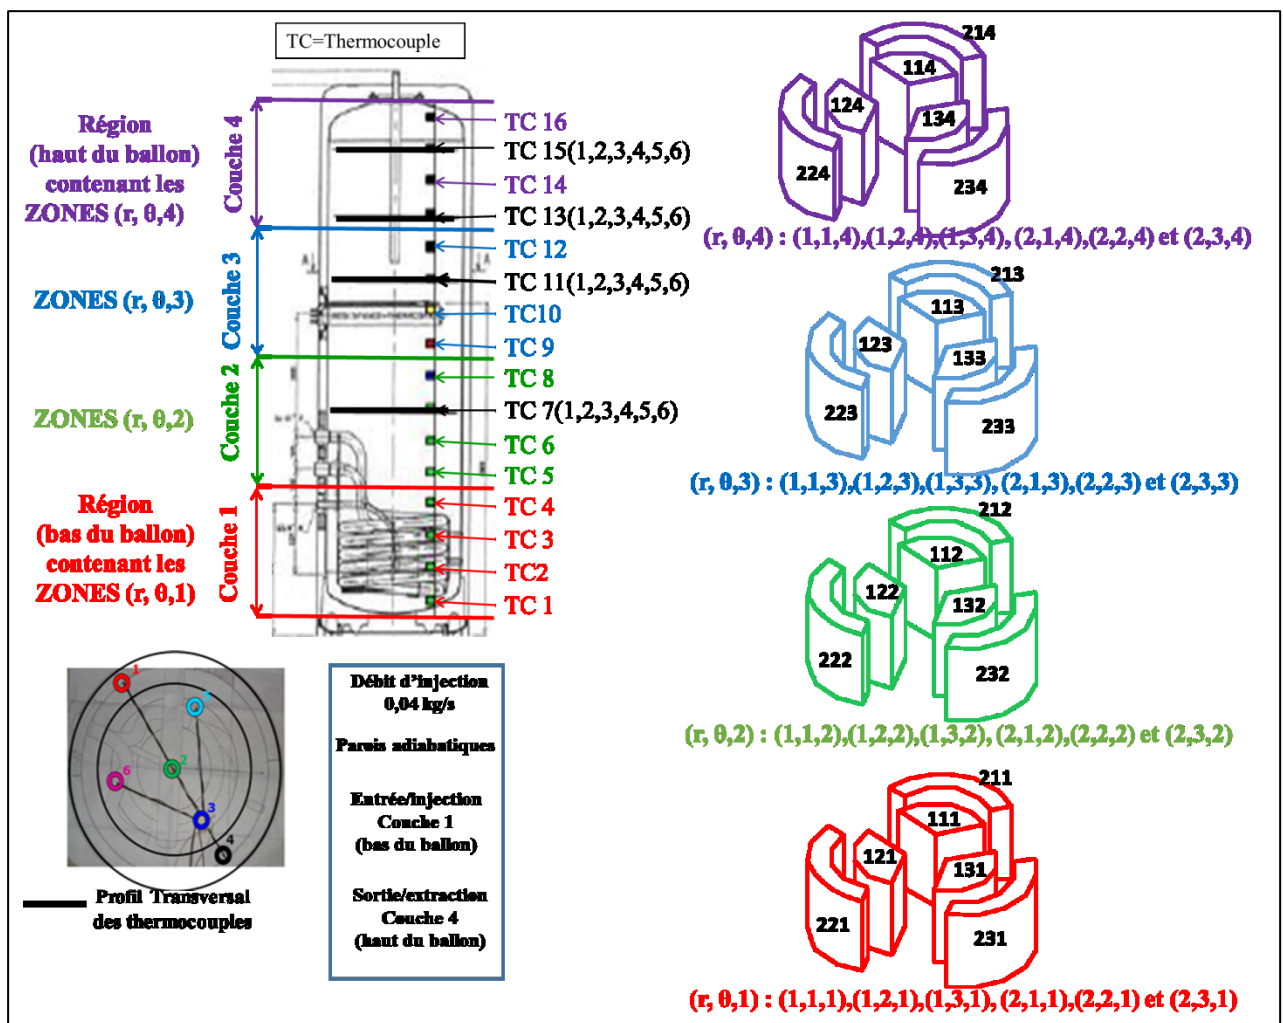 TC=Thermocouple
Région
(haut du ballon)
contenant les
ZONES (r, θ,4)
Couche 4
TC 16
TC 15(1,2,3,4,5,6)
TC 14
TC 13(1,2,3,4,5,6)
ZONES (r, θ,3)
Couche 3
TC 12
TC 11(1,2,3,4,5,6)
TC10
TC 9
A
A
ZONES (r, θ,2)
Couche 2
TC 8
TC 7(1,2,3,4,5,6)
TC 6
TC 5
Région
(bas du ballon)
contenant les
ZONES (r, θ,1)
Couche 1
TC 4
TC 3
TC2
TC 1
1
5
2
6
3
4
Profil Transversal
des thermocouples
Débit d'injection
0,04 kg/s
Parois adiabatiques
Entrée/injection
Couche 1
(bas du ballon)
Sortie/extraction
Couche 4
(haut du ballon)
214
114
124
134
224
234
(r, θ,4) : (1,1,4),(1,2,4),(1,3,4), (2,1,4),(2,2,4) et (2,3,4)
213
113
123
133
223
233
(r, θ,3) : (1,1,3),(1,2,3),(1,3,3), (2,1,3),(2,2,3) et (2,3,3)
212
112
122
132
222
232
(r, θ,2) : (1,1,2),(1,2,2),(1,3,2), (2,1,2),(2,2,2) et (2,3,2)
211
111
121
131
221
231
(r, θ,1) : (1,1,1),(1,2,1),(1,3,1), (2,1,1),(2,2,1) et (2,3,1)